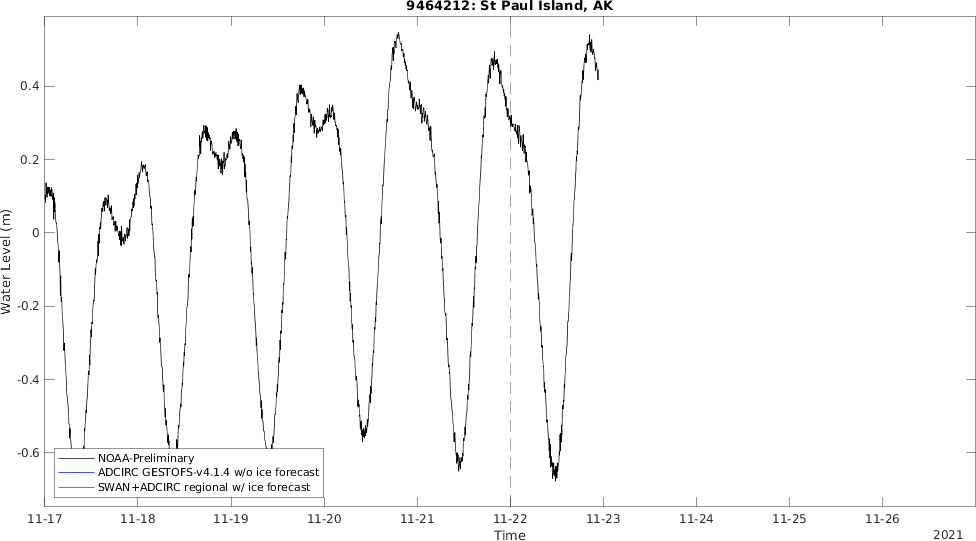 9464212: St Paul Island, AK
0.4
0.2
0
-0.2
-0.4
-0.6
Water Level (m)
NOAA-Preliminary
ADCIRC GESTOFS-v4.1.4 w/o ice forecast
SWAN+ADCIRC regional w/ ice forecast
11-17 11-18 11-19 11-20 11-21 11-22 11-23 11-24 11-25 11-26
Time
2021